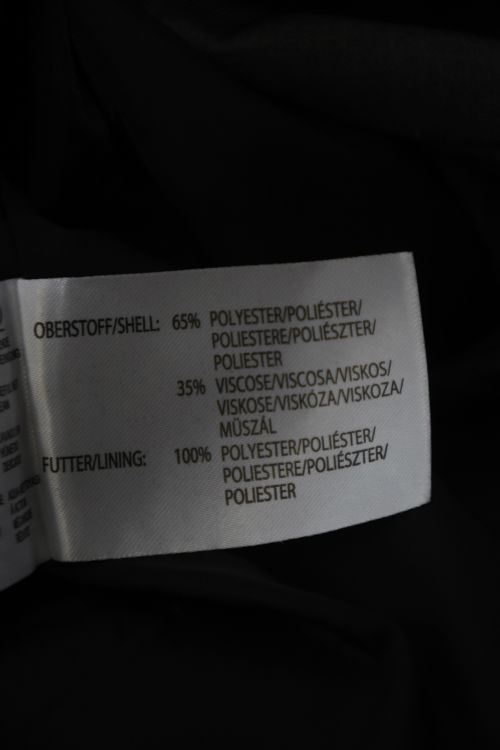 OBERSTOFF/SHELL: 65% POLYESTER/POLIÉSTER/
POLIESTERE/POLIÉSZTER/
POLIESTER
35% VISCOSE/VISCOSA/VISKOS/
VISKOSE/VISKÓZA/VISKOZA/
MŰSZÁL
FUTTER/LINING: 100% POLYESTER/POLIÉSTER/
POLIESTERE/POLIÉSZTER/
POLIESTER